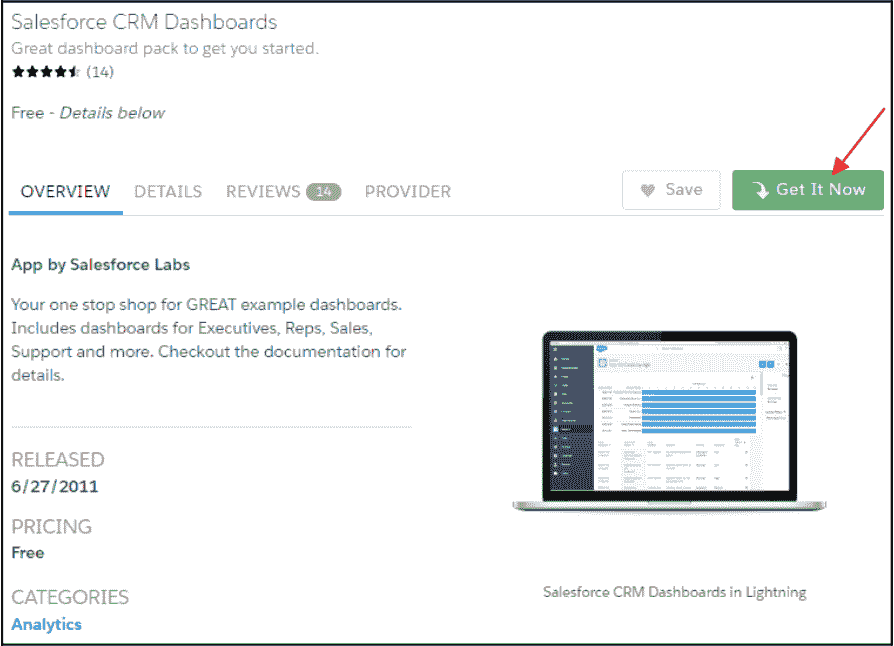 Salesforce CRM Dashboards
Great dashboard pack to get you started.
(14)
Free - Details below
OVERVIEW DETAILS REVIEWS 14 PROVIDER Save Get It Now
App by Salesforce Labs
Your one stop shop for GREAT example dashboards.
Includes dashboards for Executives, Reps, Sales,
Support and more. Checkout the documentation for
details.
RELEASED
6/27/2011
PRICING
Free
CATEGORIES
Analytics
Salesforce CRM Dashboards in Lightning